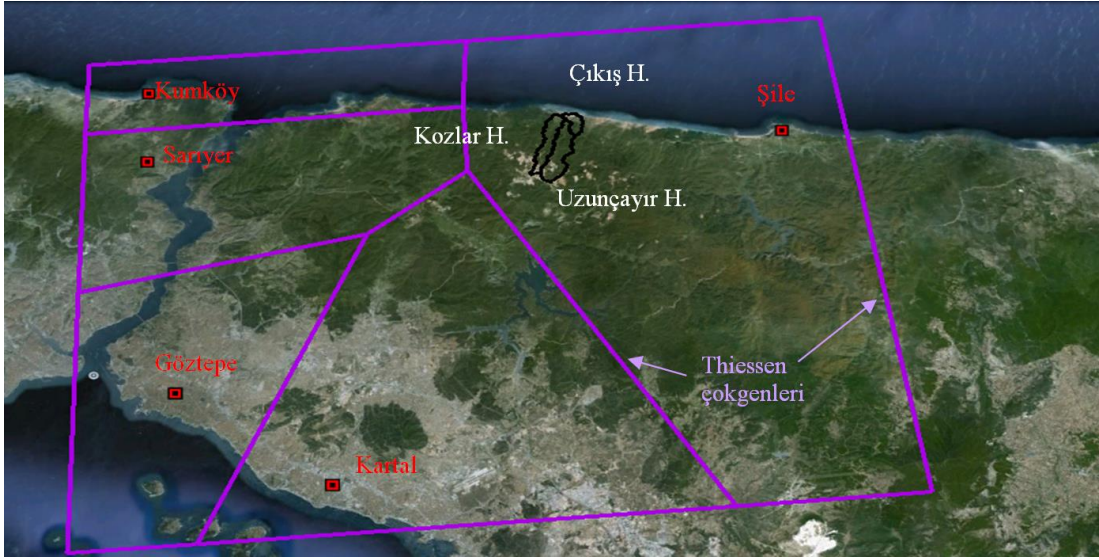 Çıkış H.
Kumköy
Şile
Kozlar H.
Sarıyer
Uzunçayır H.
Göztepe
Thiessen
çokgenleri
Kartal